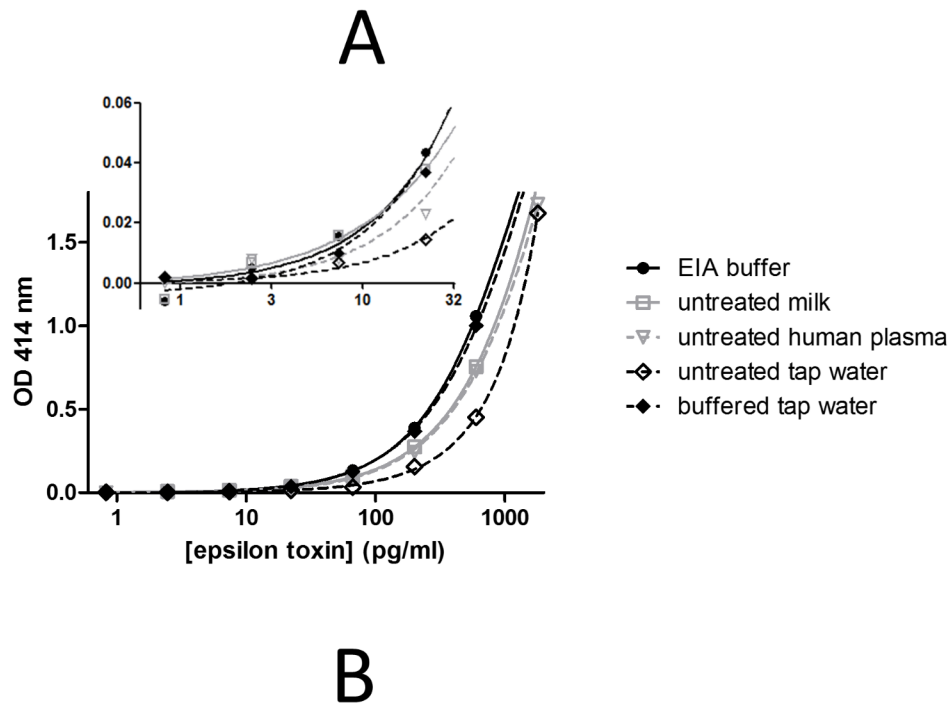 A
0.06
0.04
0.02
0.00
1 3 10 32
1.5
1.0
0.5
0.0
OD 414 nm
1 10 100 1000
[epsilon toxin] (pg/ml)
EIA buffer
untreated milk
untreated human plasma
untreated tap water
buffered tap water
B